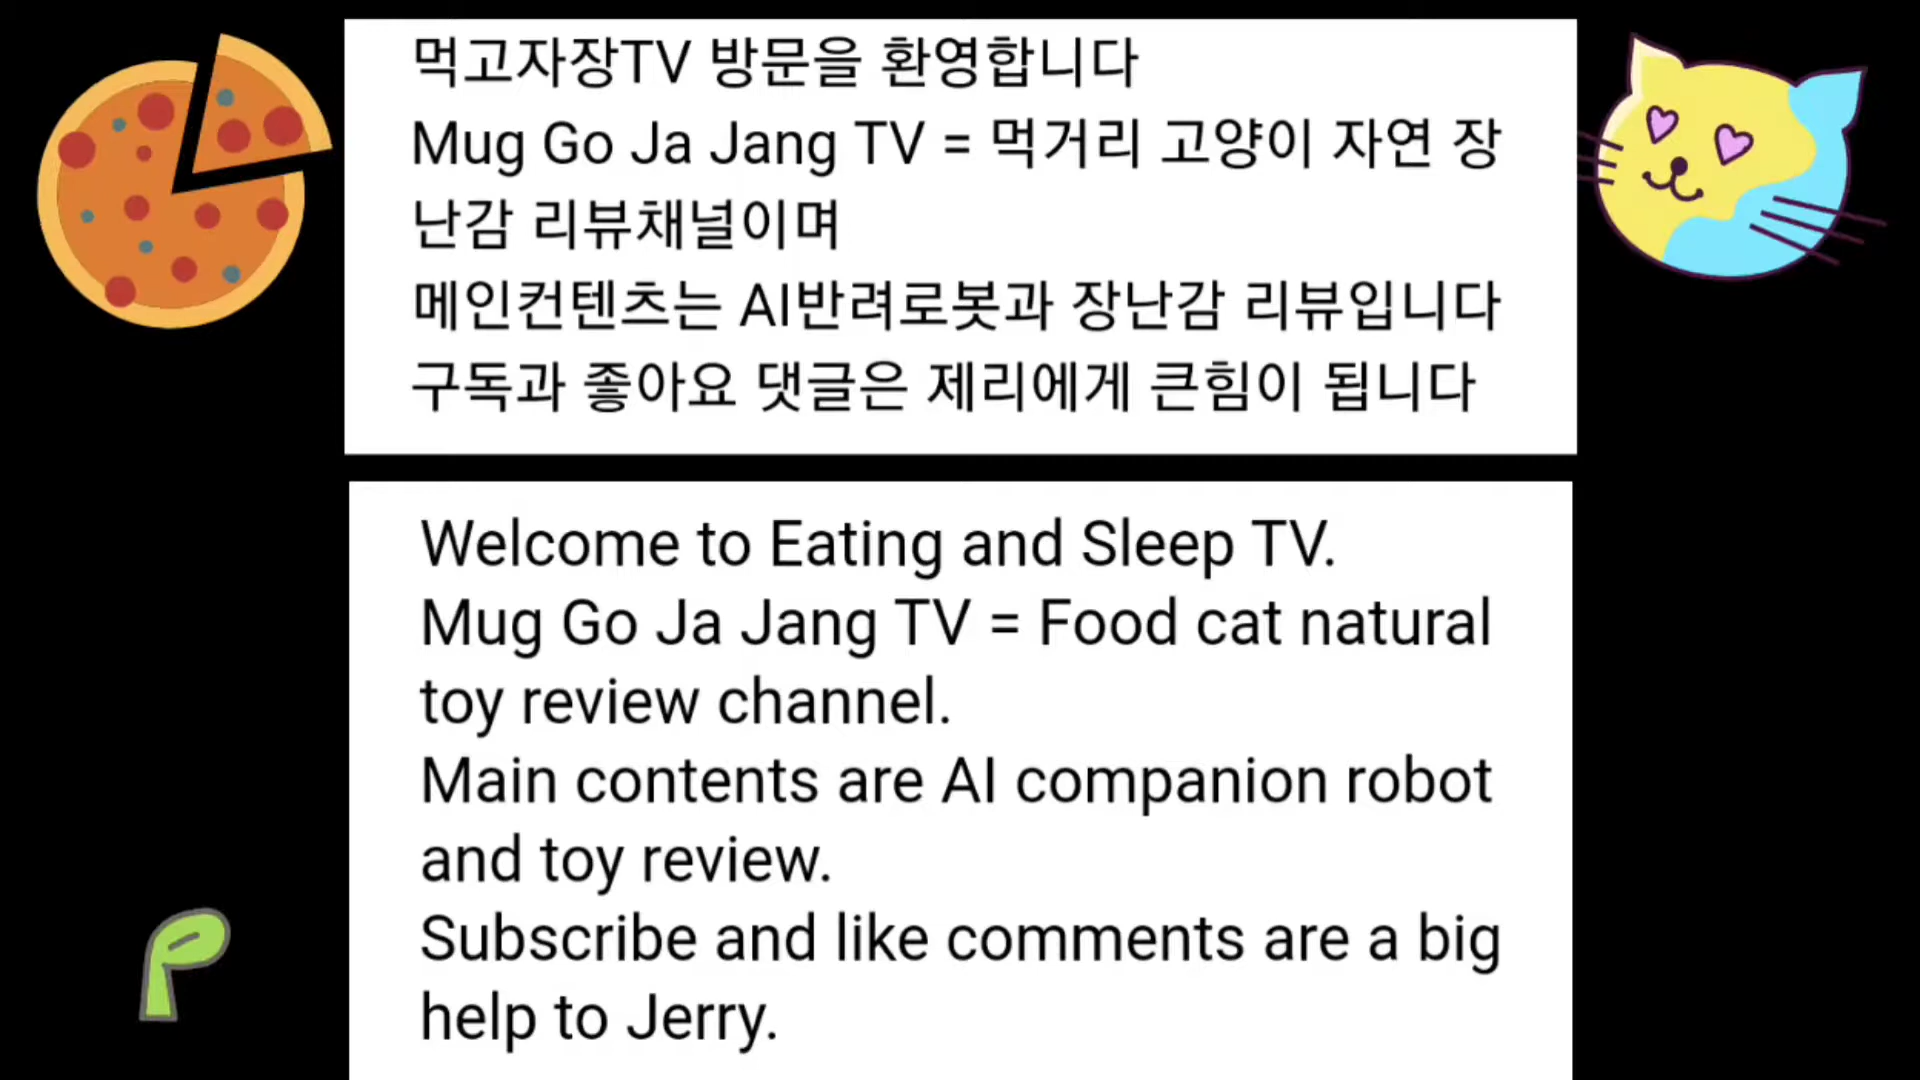 먹고자장TV 방문을 환영합니다
Mug Go Ja Jang TV = 먹거리 고양이 자연 장
난감 리뷰채널이며
메인컨텐츠는 AI반려로봇과 장난감 리뷰입니다
구독과 좋아요 댓글은 제리에게 큰힘이 됩니다
Welcome to Eating and Sleep TV.
Mug Go Ja Jang TV = Food cat natural
toy review channel.
Main contents are AI companion robot
and toy review.
Subscribe and like comments are a big
help to Jerry.